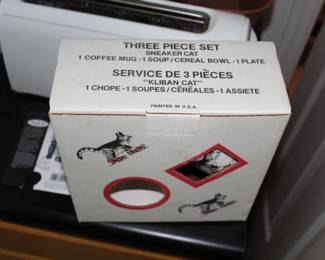 THREE PIECE SET
SNEAKER CAT
1 COFFEE MUG - 1 SOUP / CEREAL BOWL - 1 PLATE
SERVICE DE 3 PIÈCES
"KLIBAN CAT"
1 CHOPE - 1 SOUPES / CÉRÉALES - 1 ASSIETE
PRINTED IN U.S.A.